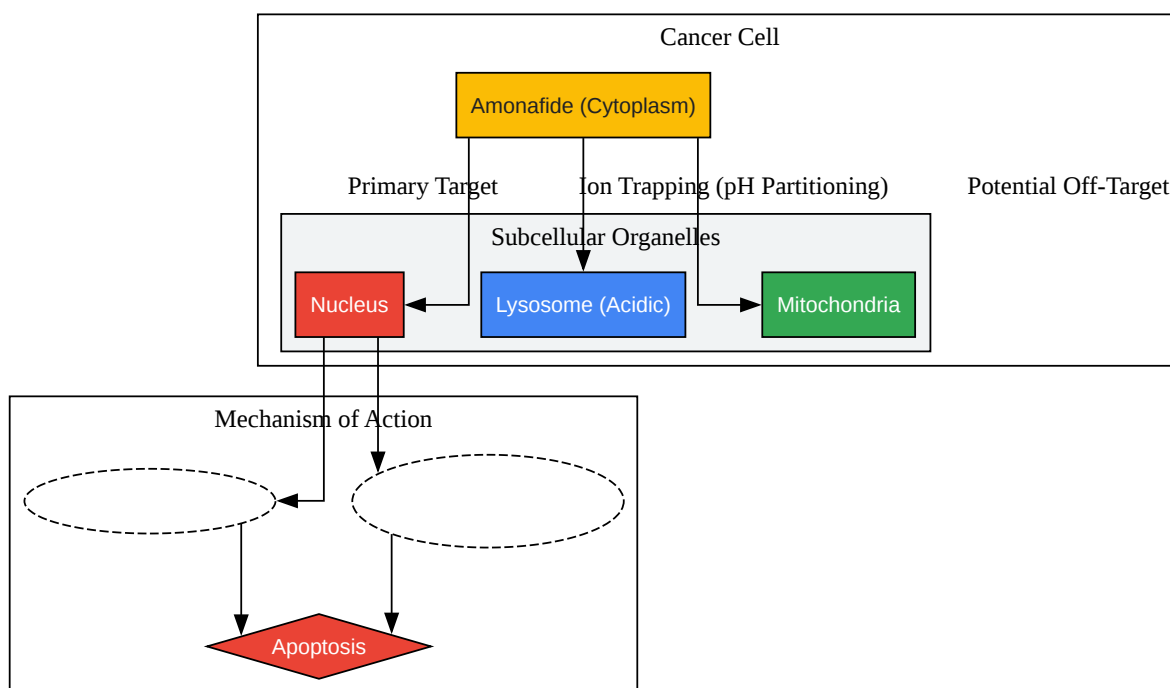 Cancer Cell
Amonafide (Cytoplasm)
Primary Target
Ion Trapping (pH Partitioning)
Potential Off-Target
Subcellular Organelles
Nucleus
Lysosome (Acidic)
Mitochondria
Mechanism of Action
Apoptosis